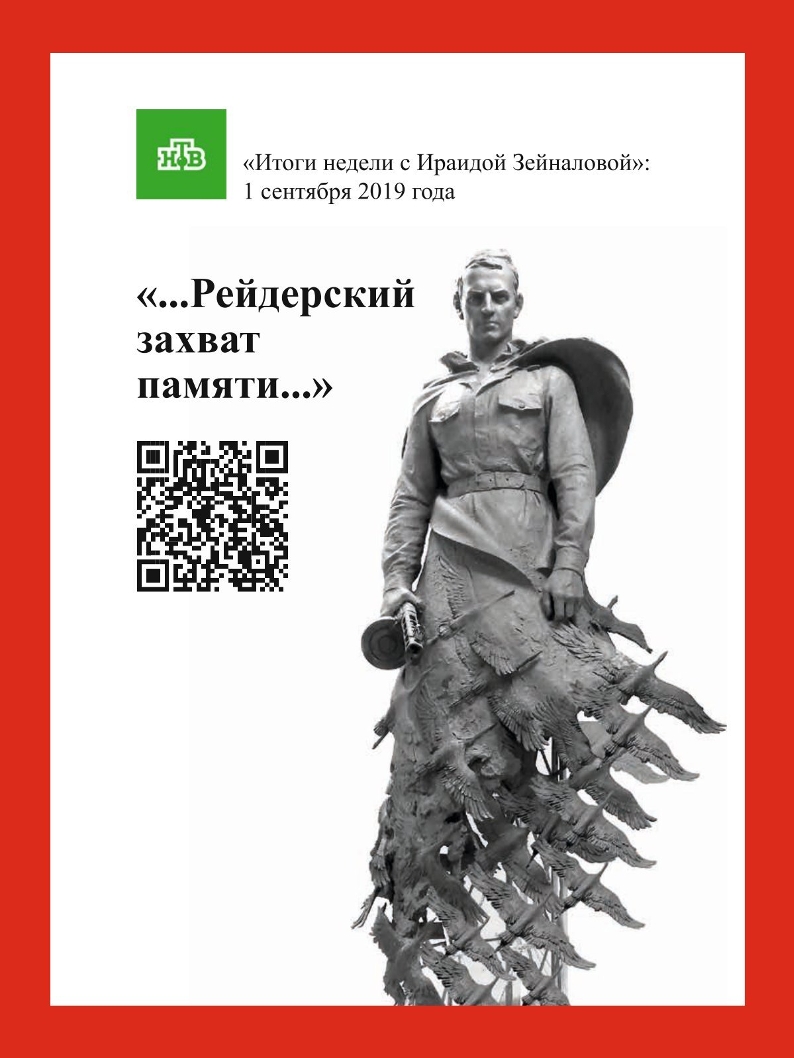 НТВ
«Итоги недели с Ираидой Зейналовой»:
1 сентября 2019 года
«...Рейдерский
захват
памяти...»